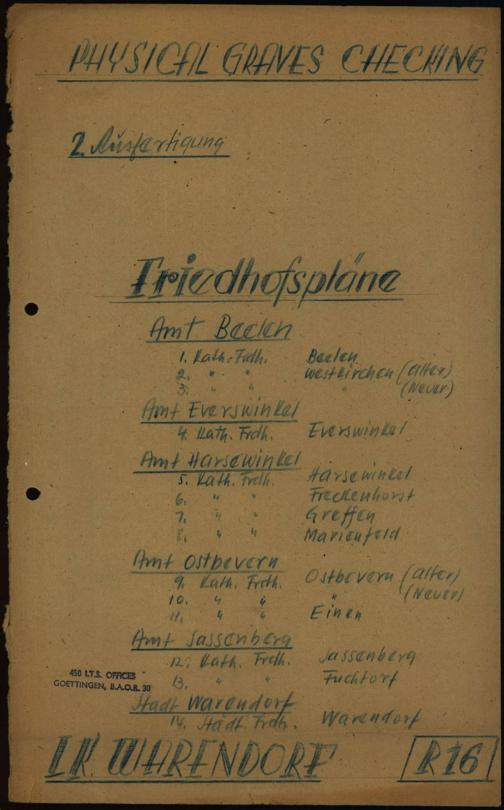 PHYSICAL GRAVES CHECKING
2. Ausfertigung
Friedhofspläne
Amt Beelen
1. Kath. Frdh. Beelen
2. " " Westkirchen (alter)
3. " " " (Neuer)
Amt Everswinkel
4. Kath. Frdh. Everswinkel
Amt Harsewinkel
5. Kath. Frdh. Harsewinkel
6. " " Freckenhorst
7. " " Greffen
8. " " Marienfeld
Amt Ostbevern
9. Kath. Frdh. Ostbevern (alter)
10. " " " (Neuer)
11. " " Einen
Amt Sassenberg
12. Kath. Frdh. Sassenberg
13. " " Füchtorf
Stadt Warendorf
14. Städt. Frdh. Warendorf
450 I.T.S. OFFICES
GOETTINGEN, B.A.O.R. 30
LK. WARENDORF R16